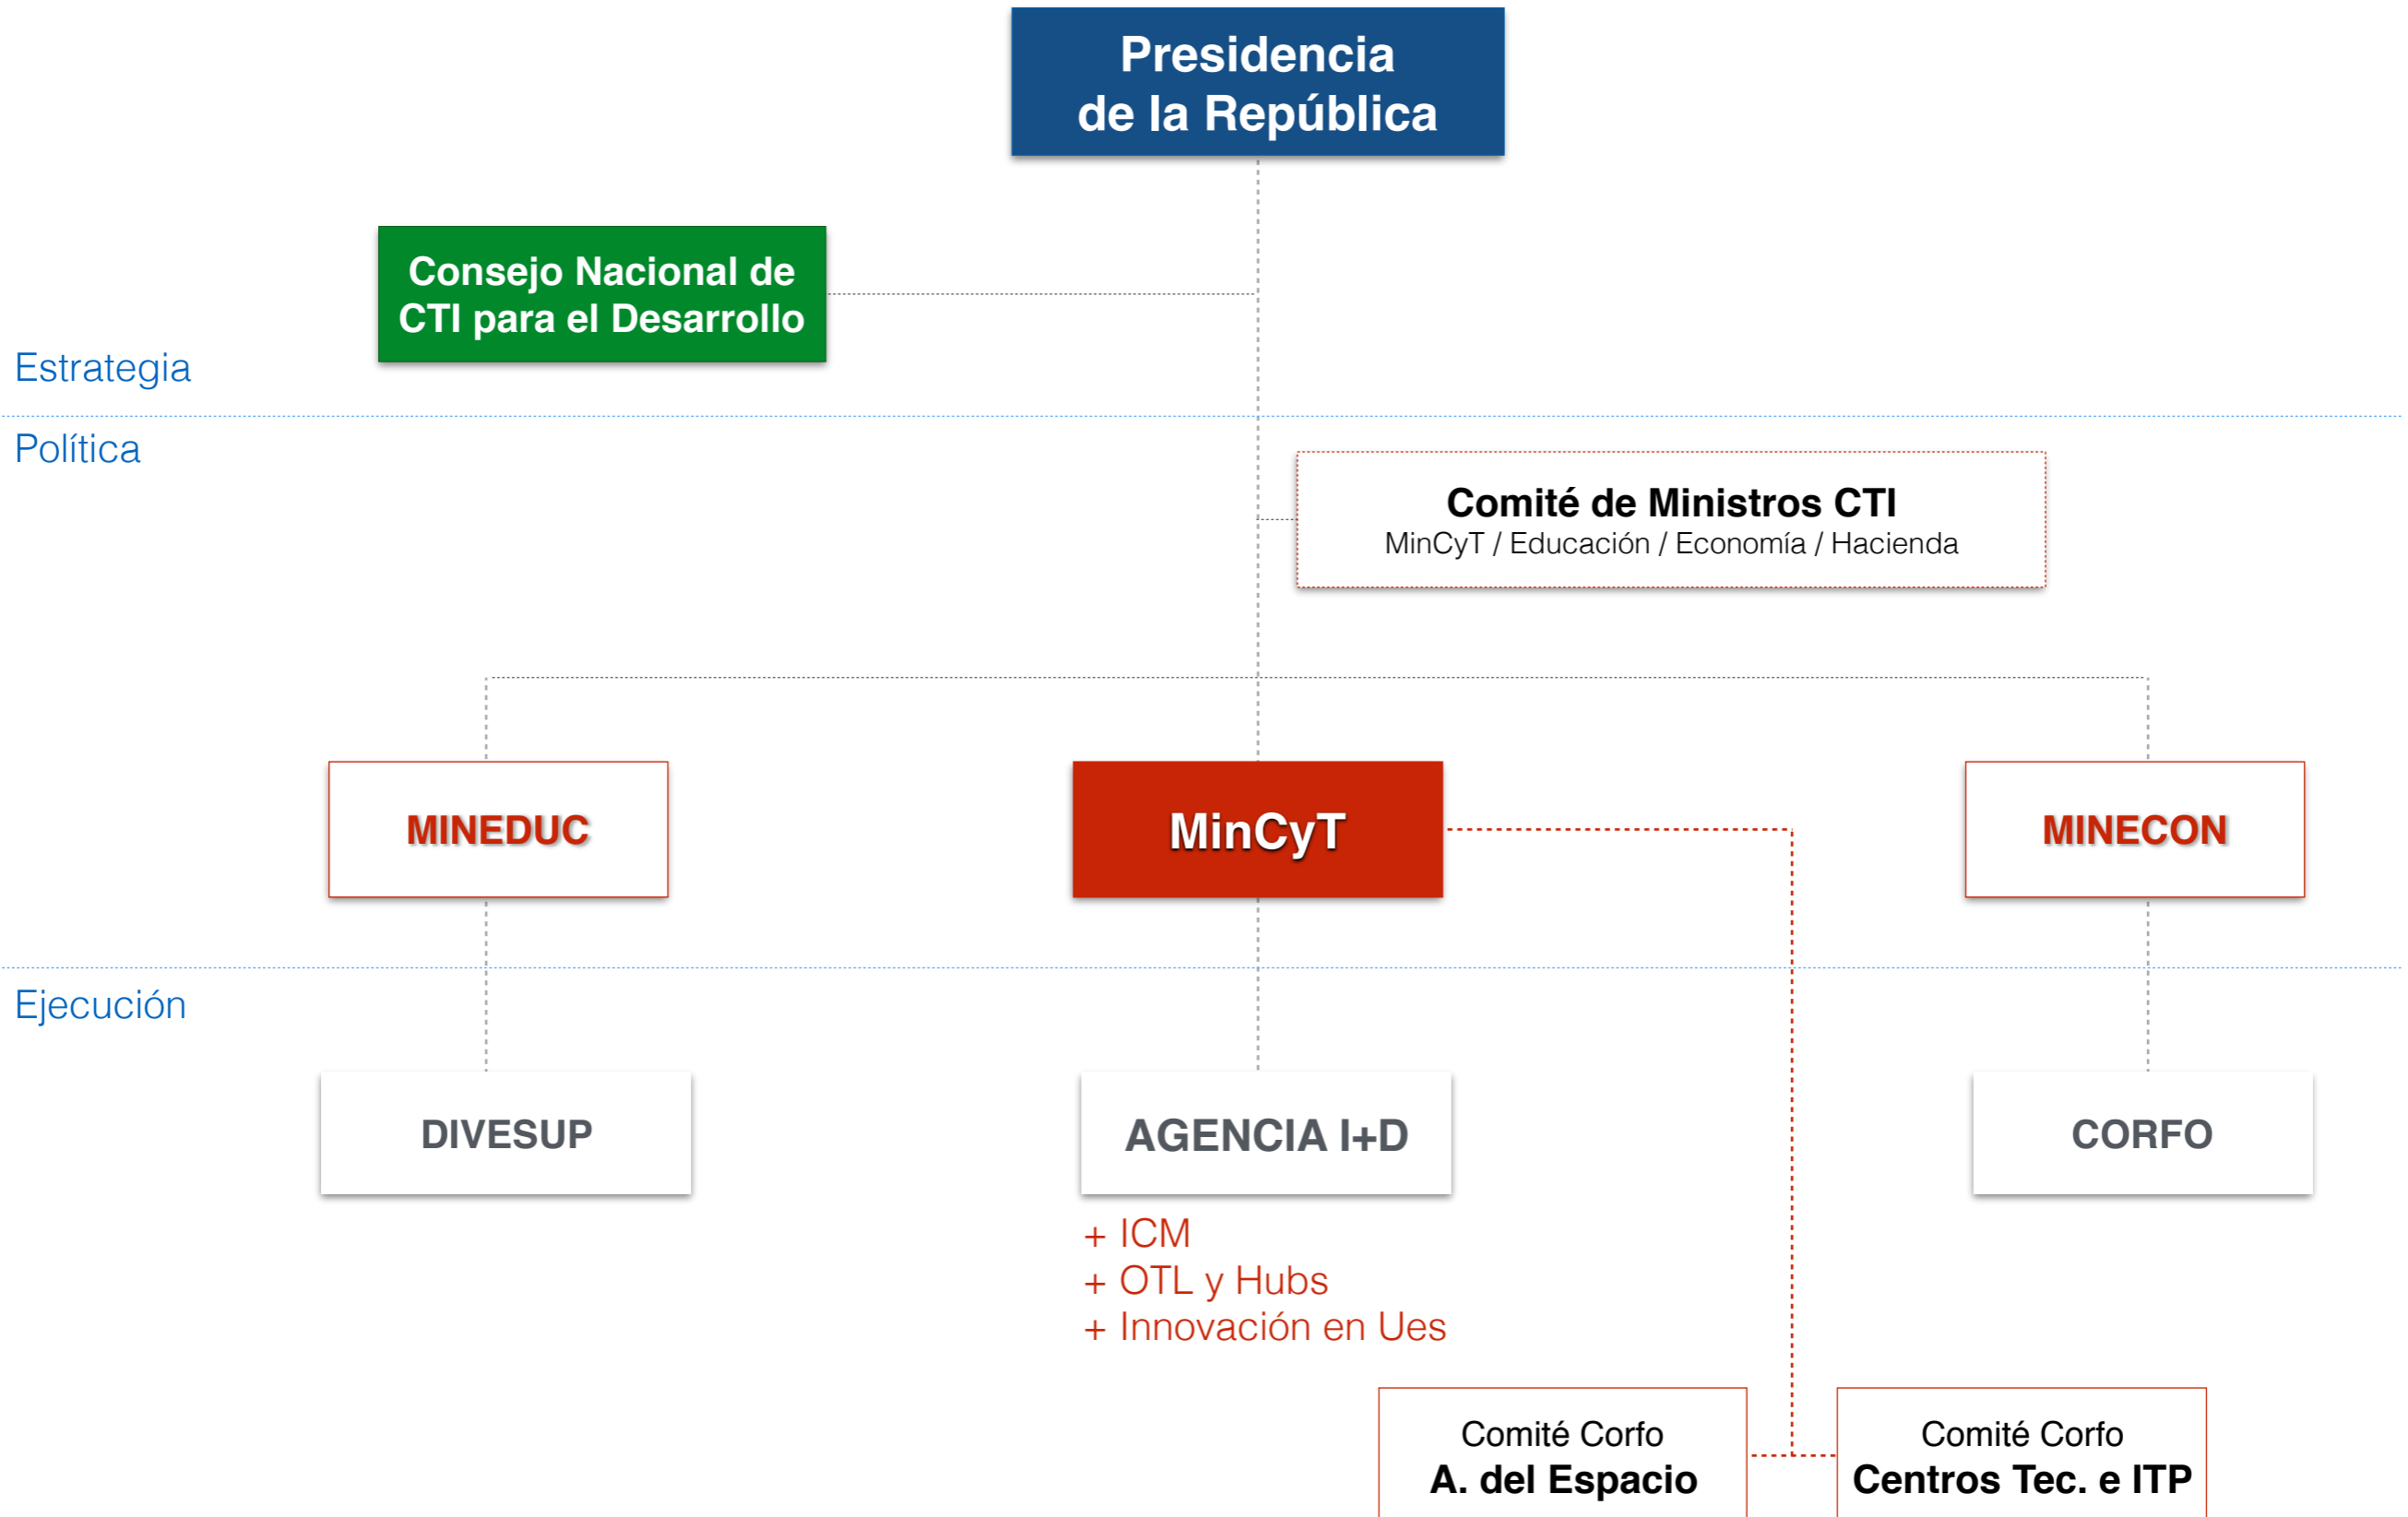 Presidencia
de la República
Consejo Nacional de
CTI para el Desarrollo
Estrategia
Política
Comité de Ministros CTI
MinCyT / Educación / Economía / Hacienda
MINEDUC
MinCyT
MINECON
Ejecución
DIVESUP
AGENCIA I+D
CORFO
+ ICM
+ OTL y Hubs
+ Innovación en Ues
Comité Corfo
A. del Espacio
Comité Corfo
Centros Tec. e ITP